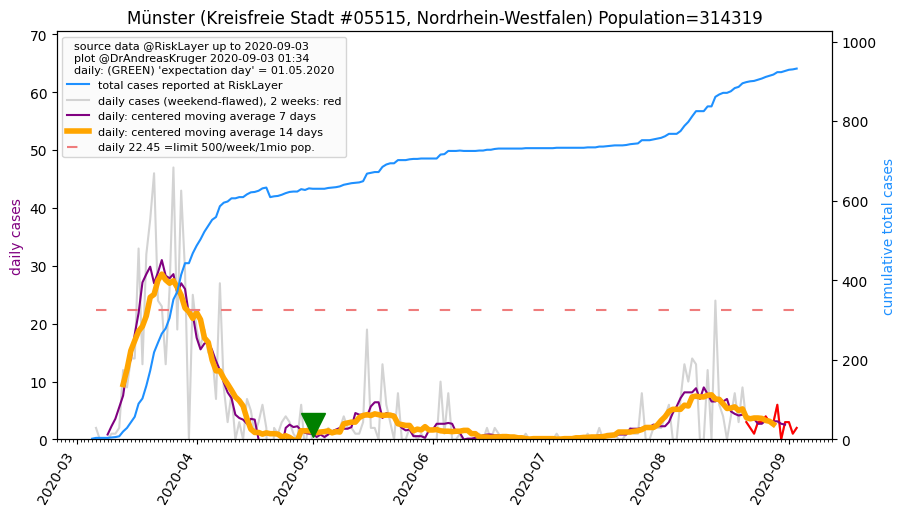 Münster (Kreisfreie Stadt #05515, Nordrhein-Westfalen) Population=314319
source data @RiskLayer up to 2020-09-03
plot @DrAndreasKruger 2020-09-03 01:34
daily: (GREEN) 'expectation day' = 01.05.2020
total cases reported at RiskLayer
daily cases (weekend-flawed), 2 weeks: red
daily: centered moving average 7 days
daily: centered moving average 14 days
daily 22.45 =limit 500/week/1mio pop.
daily cases
70
60
50
40
30
20
10
0
cumulative total cases
1000
800
600
400
200
0
2020-03
2020-04
2020-05
2020-06
2020-07
2020-08
2020-09